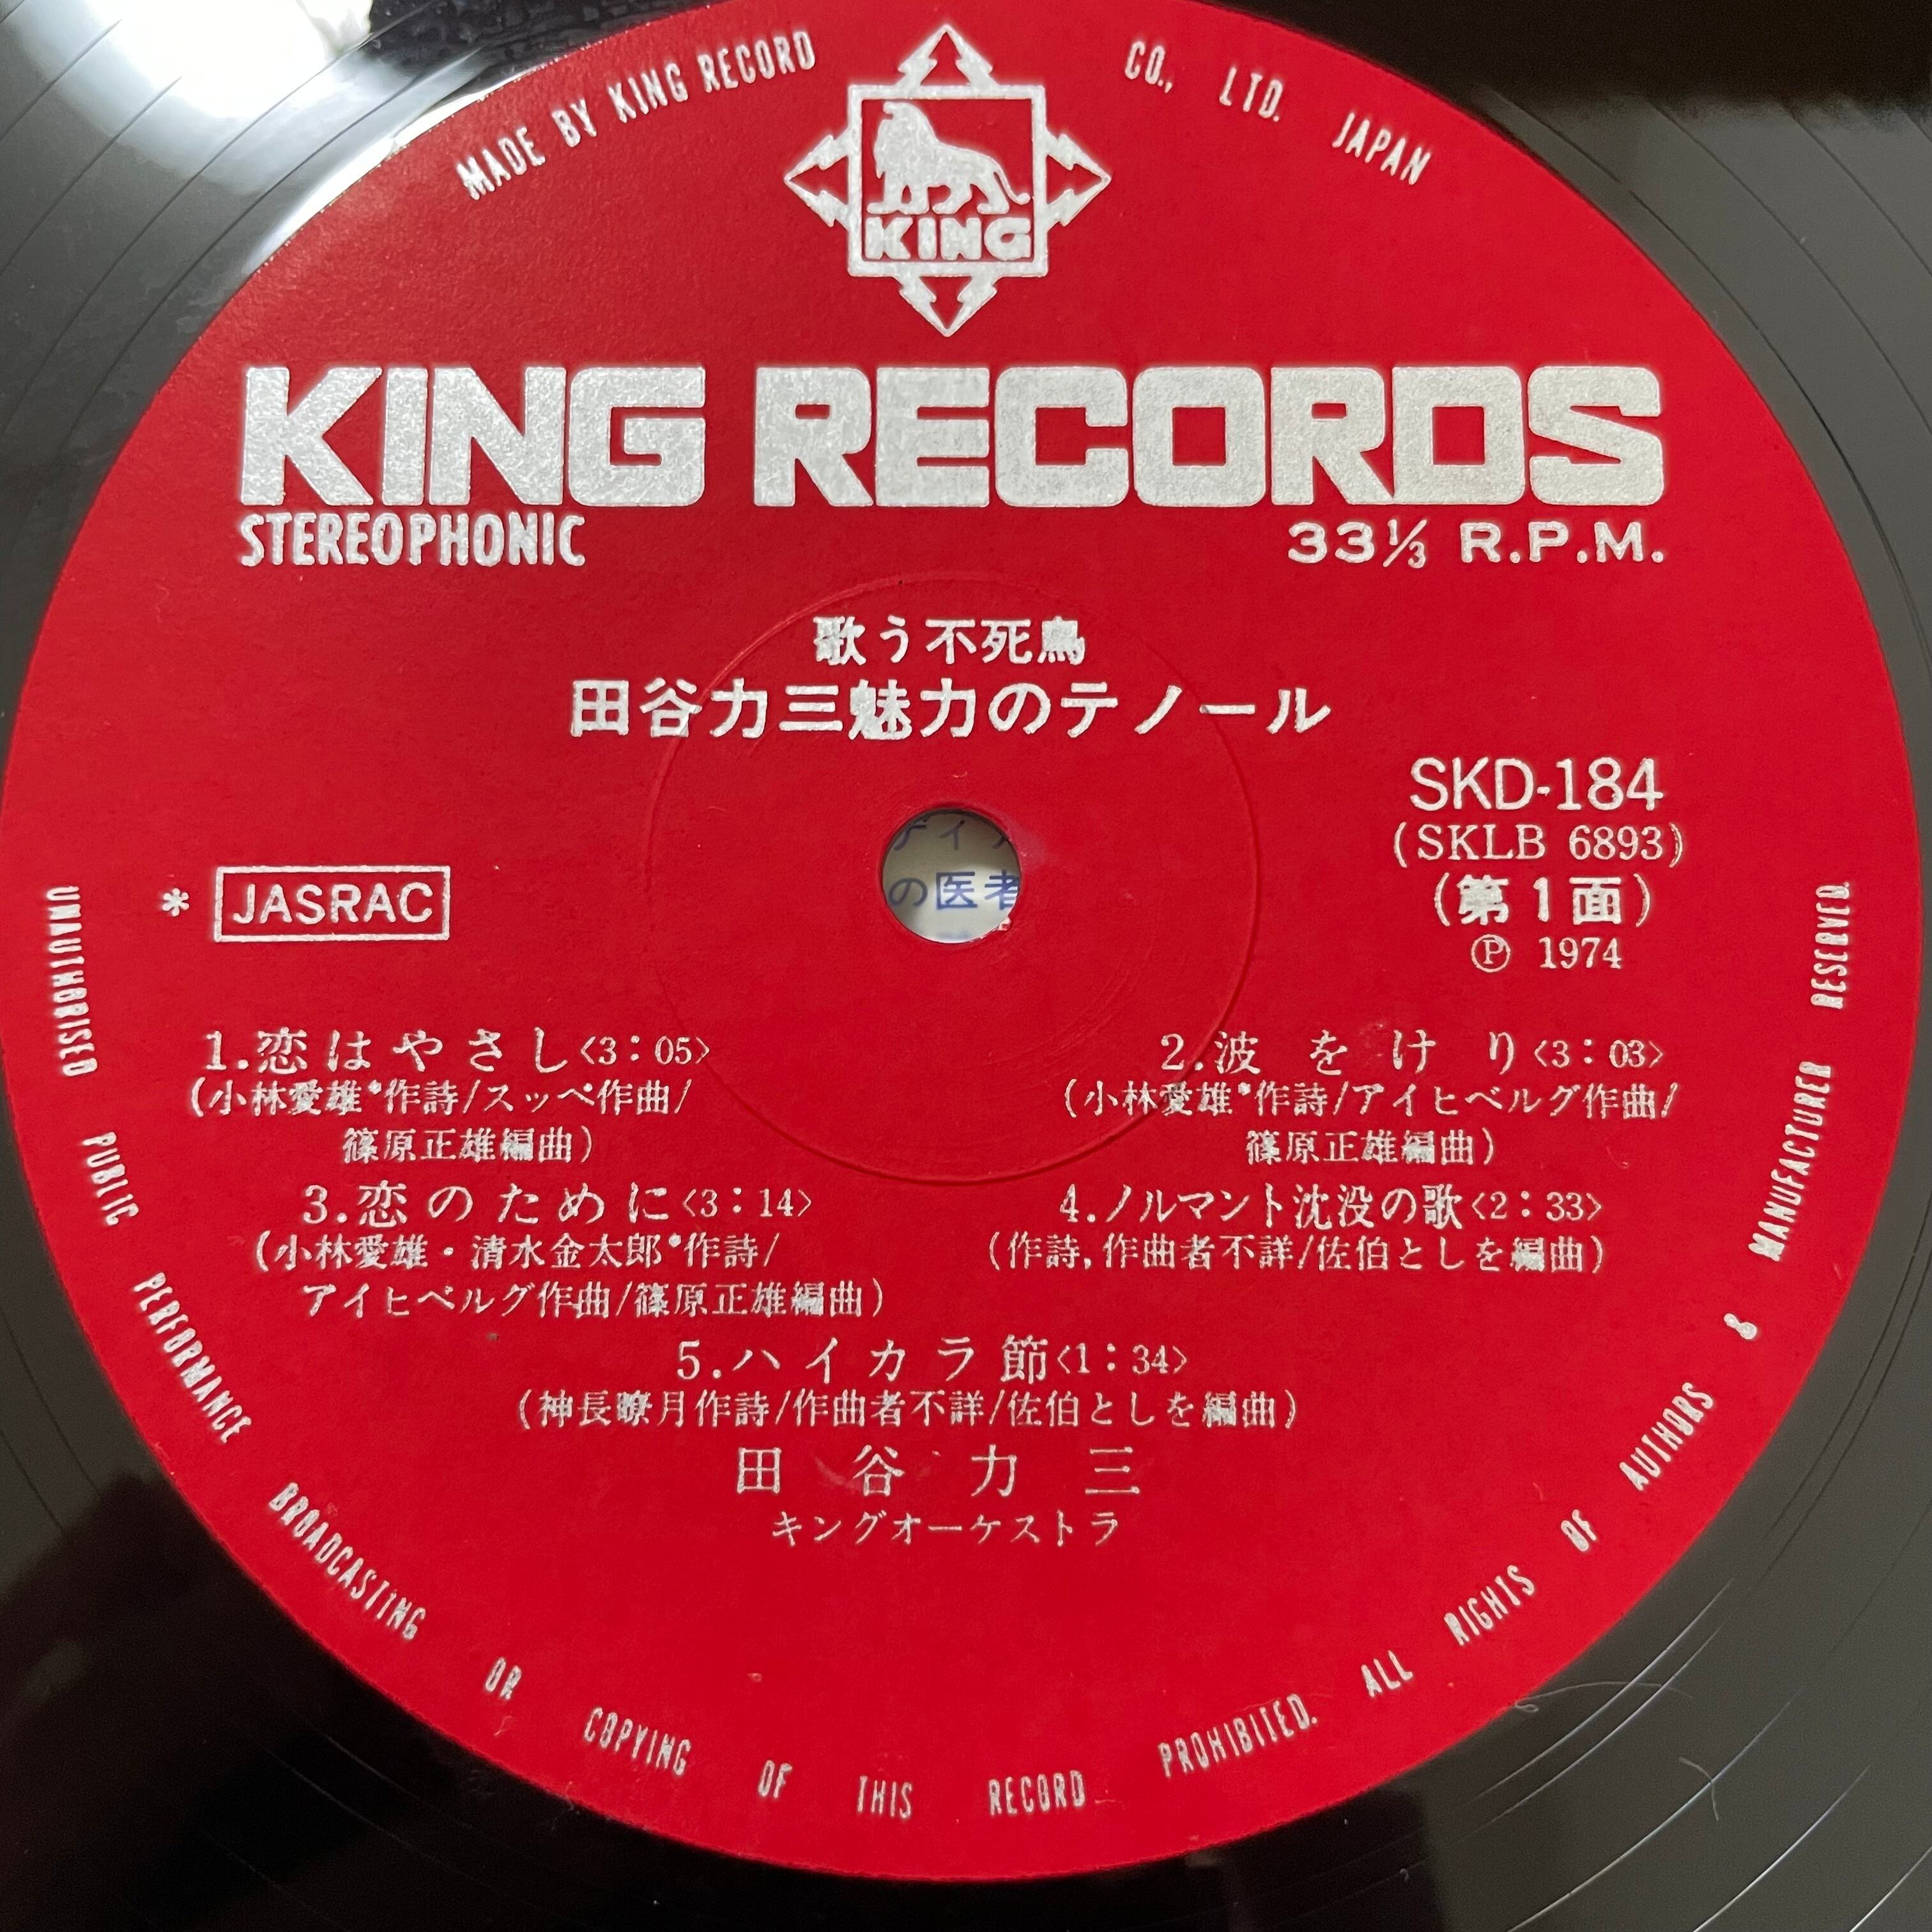 MADE BY KING RECORD CO., LTD. JAPAN
KING
KING RECORDS
STEREOPHONIC
33⅓ R.P.M.
歌う不死鳥
田谷力三魅力のテノール
SKD-184
(SKLB 6893)
(第1面)
Ⓟ 1974
* JASRAC
ディ
の医者
1.恋はやさし<3:05>
(小林愛雄*作詩/スッペ作曲/
篠原正雄編曲)
2.波をけり<3:03>
(小林愛雄*作詩/アイヒベルグ作曲/
篠原正雄編曲)
3.恋のために<3:14>
(小林愛雄・清水金太郎*作詩/
アイヒベルグ作曲/篠原正雄編曲)
4.ノルマント沈没の歌<2:33>
(作詩,作曲者不詳/佐伯としを編曲)
5.ハイカラ節<1:34>
(神長瞭月作詩/作曲者不詳/佐伯としを編曲)
田谷力三
キングオーケストラ
UNAUTHORISED PUBLIC PERFORMANCE BROADCASTING OR COPYING OF THIS RECORD PROHIBITED. ALL RIGHTS OF AUTHORS & MANUFACTURER RESERVED.